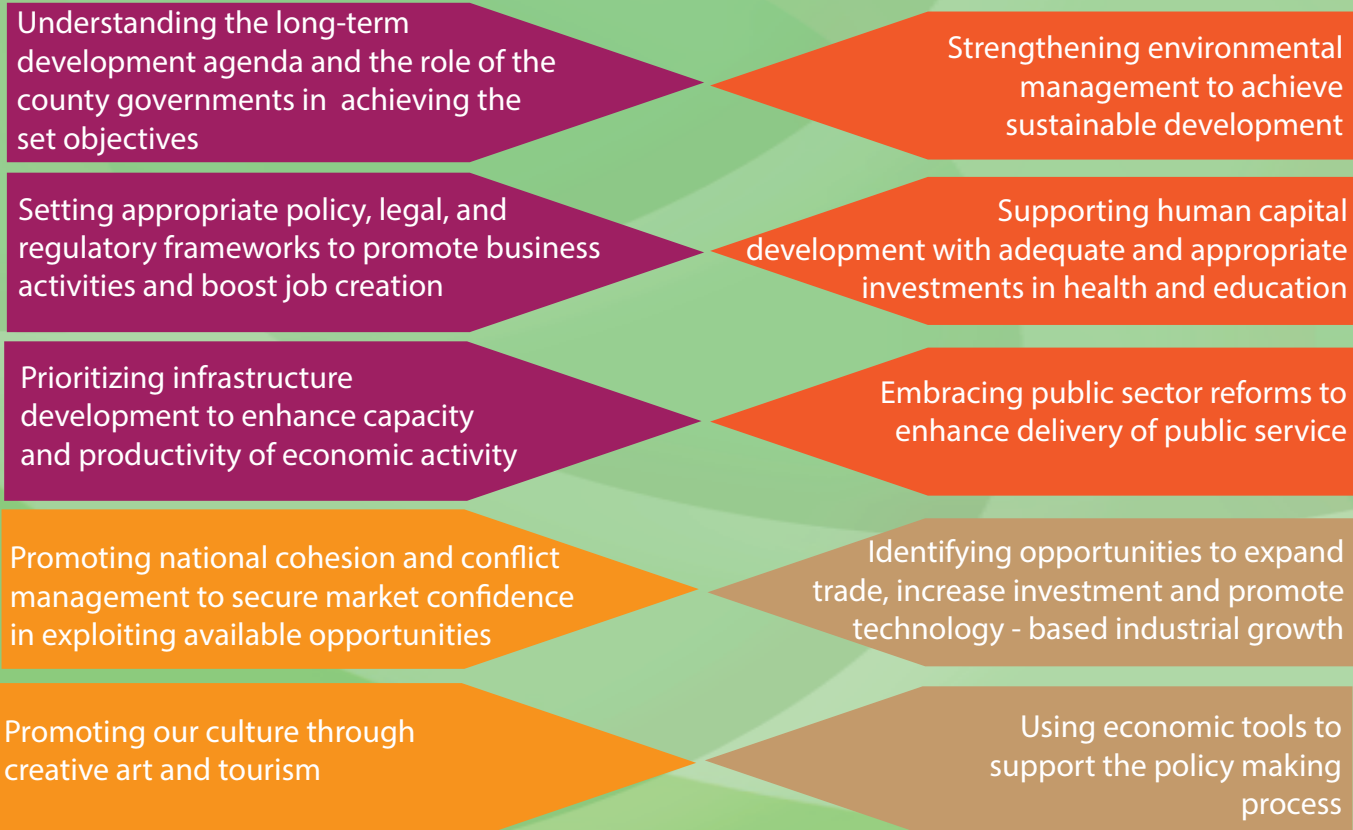 Understanding the long-term
development agenda and the role of the
county governments in achieving the
set objectives
Strengthening environmental
management to achieve
sustainable development
Setting appropriate policy, legal, and
regulatory frameworks to promote business
activities and boost job creation
Supporting human capital
development with adequate and appropriate
investments in health and education
Prioritizing infrastructure
development to enhance capacity
and productivity of economic activity
Embracing public sector reforms to
enhance delivery of public service
Promoting national cohesion and conflict
management to secure market confidence
in exploiting available opportunities
Identifying opportunities to expand
trade, increase investment and promote
technology - based industrial growth
Promoting our culture through
creative art and tourism
Using economic tools to
support the policy making
process